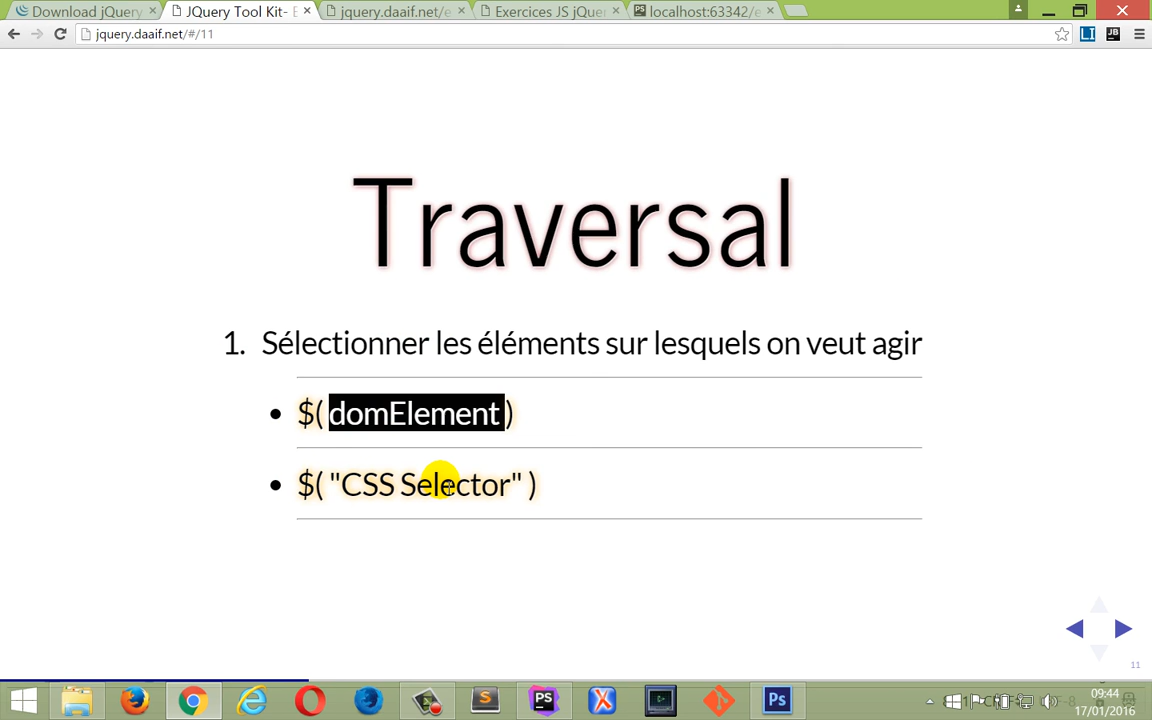 Download jQuery
JQuery Tool Kit- E
jquery.daaif.net/e
Exercices JS jQue
localhost:63342/e
jquery.daaif.net/#/11
Traversal
1. Sélectionner les éléments sur lesquels on veut agir
$( domElement )
$( "CSS Selector" )
11
09:44
17/01/2016